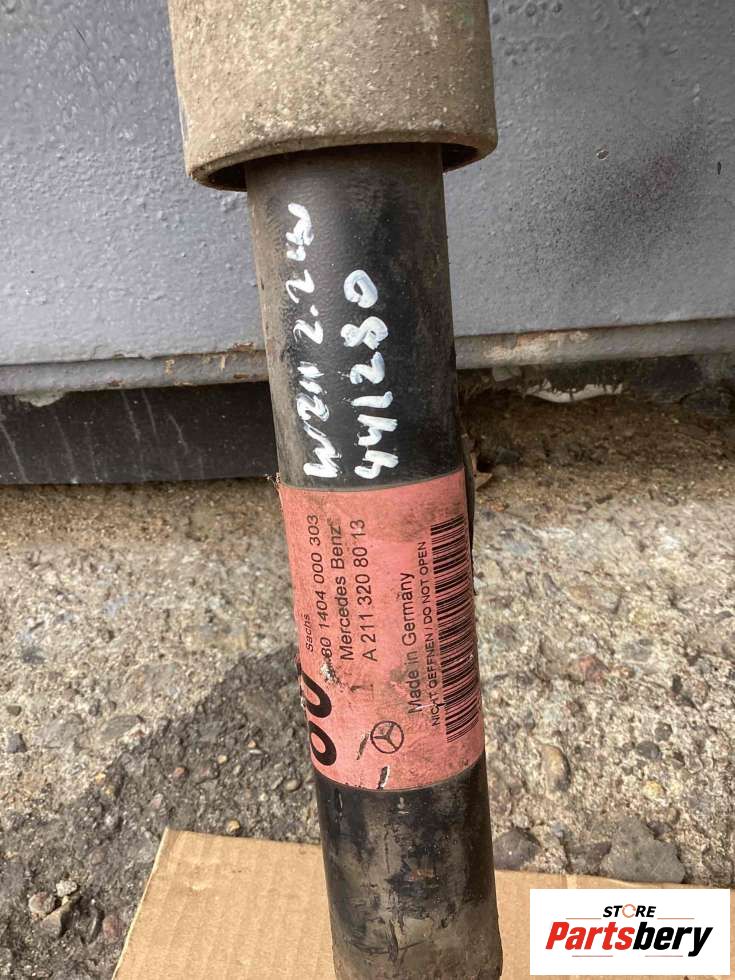 W211 2.2
441280
Sachs
80 1404 000 303
Mercedes Benz
A 211 320 80 13
Made in Germany
NICHT OEFFNEN / DO NOT OPEN
STORE
Partsbery